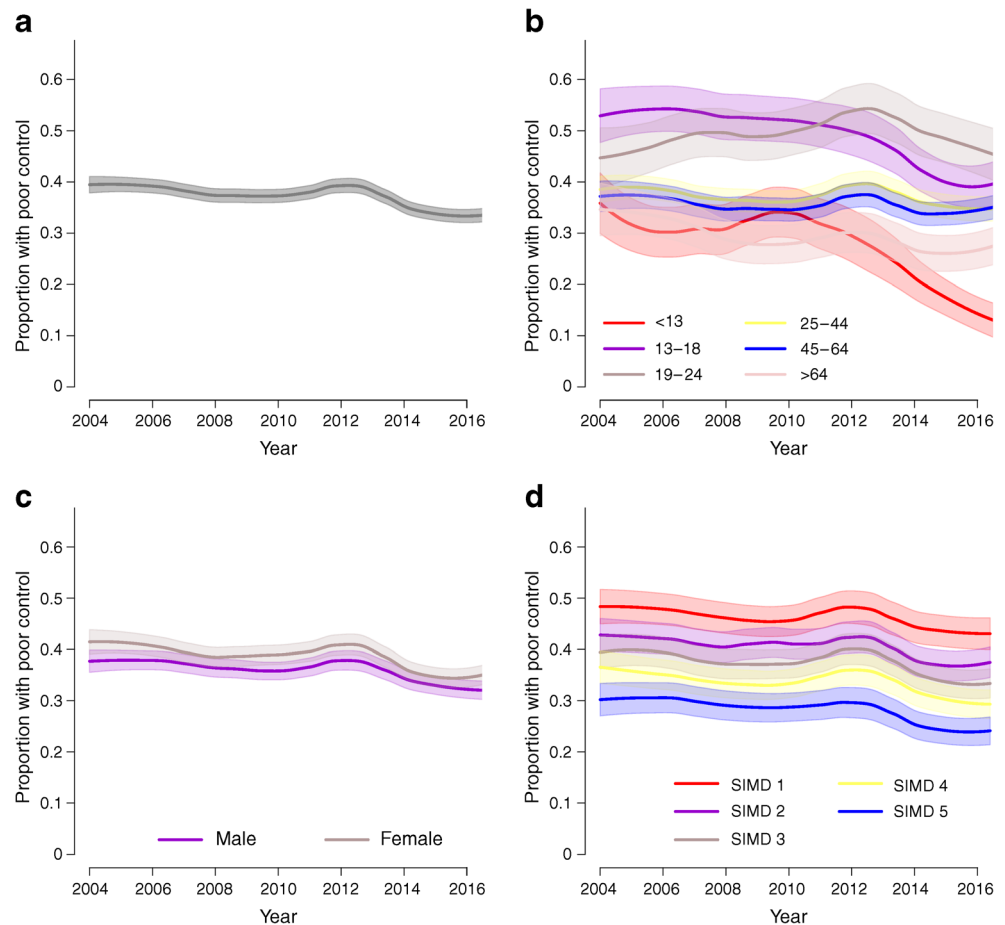 a
Proportion with poor control
0.6
0.5
0.4
0.3
0.2
0.1
0
2004 2006 2008 2010 2012 2014 2016
Year
b
Proportion with poor control
0.6
0.5
0.4
0.3
0.2
0.1
0
<13 25–44
13–18 45–64
19–24 >64
2004 2006 2008 2010 2012 2014 2016
Year
c
Proportion with poor control
0.6
0.5
0.4
0.3
0.2
0.1
0
Male Female
2004 2006 2008 2010 2012 2014 2016
Year
d
Proportion with poor control
0.6
0.5
0.4
0.3
0.2
0.1
0
SIMD 1 SIMD 4
SIMD 2 SIMD 5
SIMD 3
2004 2006 2008 2010 2012 2014 2016
Year